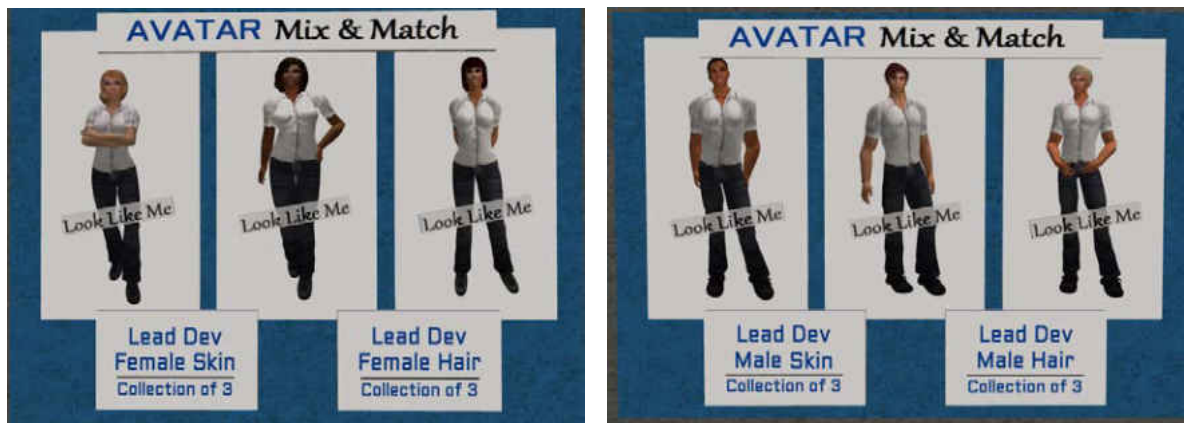 AVATAR Mix & Match
Look Like Me
Look Like Me
Look Like Me
Lead Dev
Female Skin
Collection of 3
Lead Dev
Female Hair
Collection of 3
AVATAR Mix & Match
Look Like Me
Look Like Me
Look Like Me
Lead Dev
Male Skin
Collection of 3
Lead Dev
Male Hair
Collection of 3